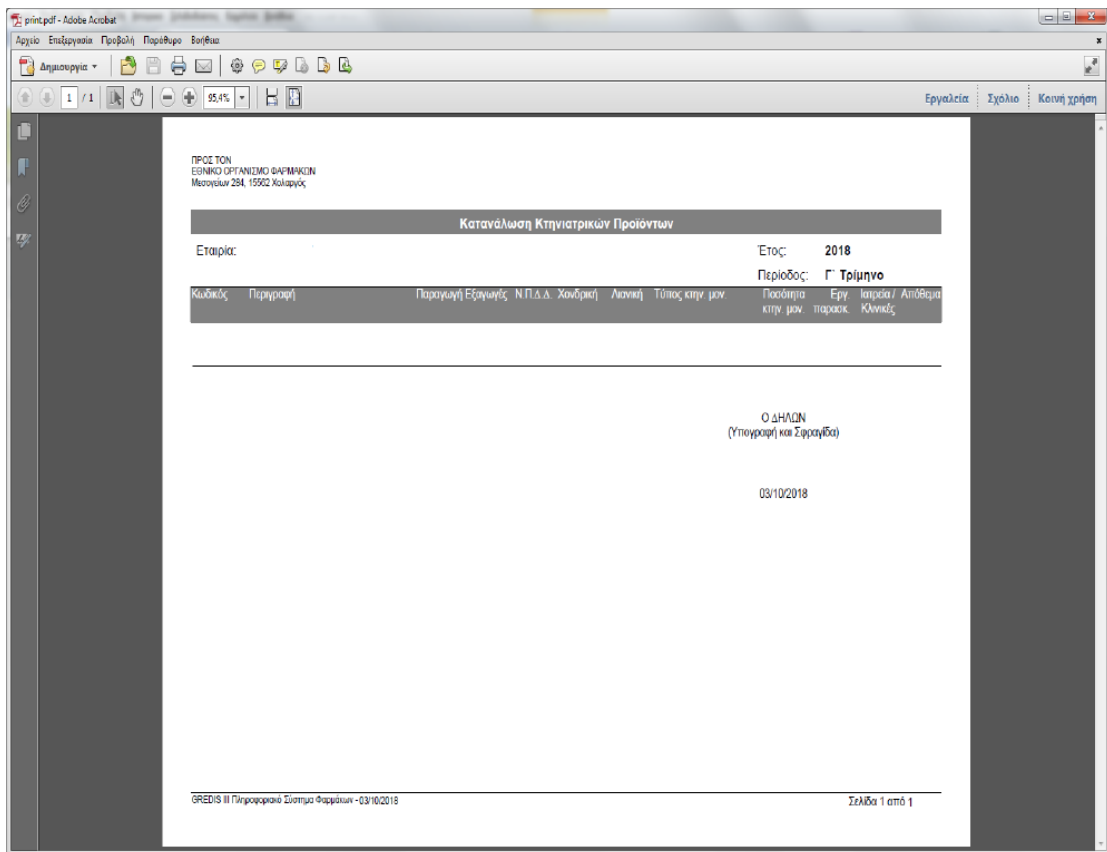 print.pdf - Adobe Acrobat
Αρχείο Επεξεργασία Προβολή Παράθυρο Βοήθεια
Δημιουργία
1 / 1 95,4% Εργαλεία Σχόλιο Κοινή χρήση
ΠΡΟΣ ΤΟΝ
ΕΘΝΙΚΟ ΟΡΓΑΝΙΣΜΟ ΦΑΡΜΑΚΩΝ
Μεσογείων 284, 15562 Χολαργός
Κατανάλωση Κτηνιατρικών Προϊόντων
Εταιρία: Έτος: 2018
Περίοδος: Γ΄ Τρίμηνο
Κωδικός Περιγραφή Παραγωγή Εξαγωγές Ν.Π.Δ.Δ. Χονδρική Λιανική Τύπος κτην. μον. Ποσότητα Εργ. Ιατρεία / Απόθεμα
κτην. μον. παρασκ. Κλινικές
Ο ΔΗΛΩΝ
(Υπογραφή και Σφραγίδα)
03/10/2018
GREDIS III Πληροφοριακό Σύστημα Φαρμάκων - 03/10/2018 Σελίδα 1 από 1